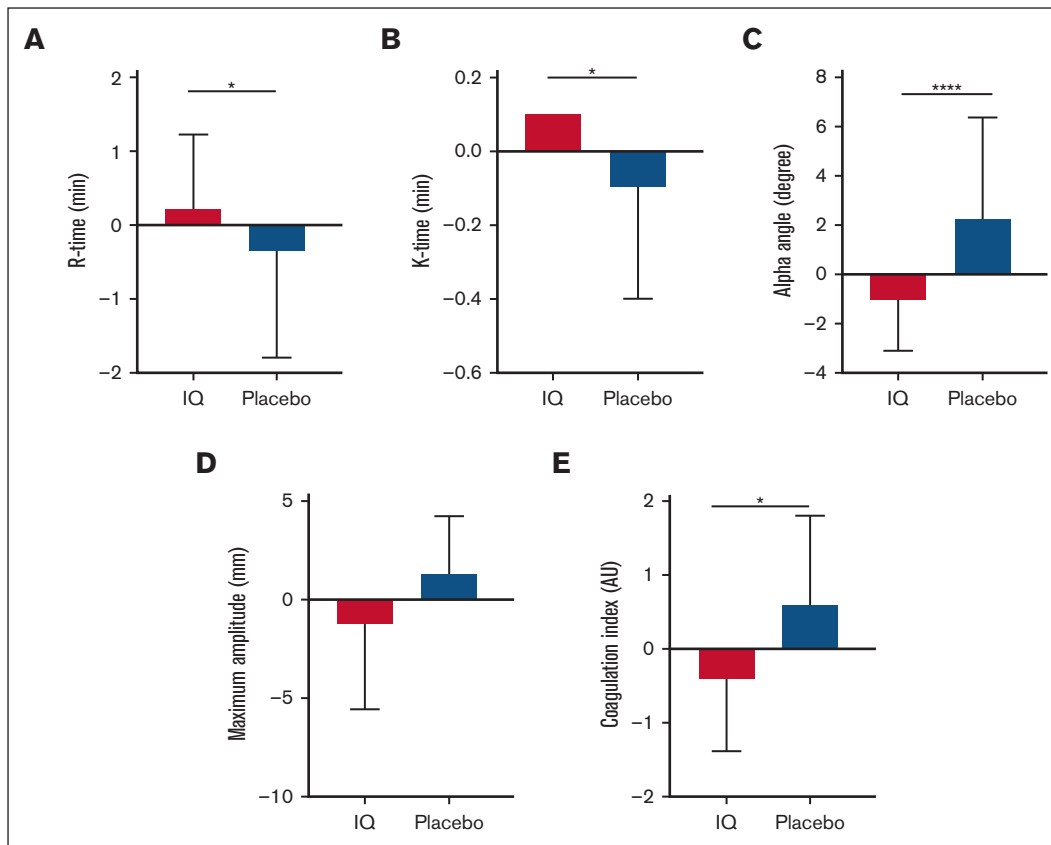 A
R-time (min)
2
1
0
−1
−2
*
IQ
Placebo
B
K-time (min)
0.2
0.0
−0.2
−0.4
−0.6
*
IQ
Placebo
C
Alpha angle (degree)
8
6
4
2
0
−2
−4
****
IQ
Placebo
D
Maximum amplitude (mm)
5
0
−5
−10
IQ
Placebo
E
Coagulation index (AU)
2
1
0
−1
−2
*
IQ
Placebo